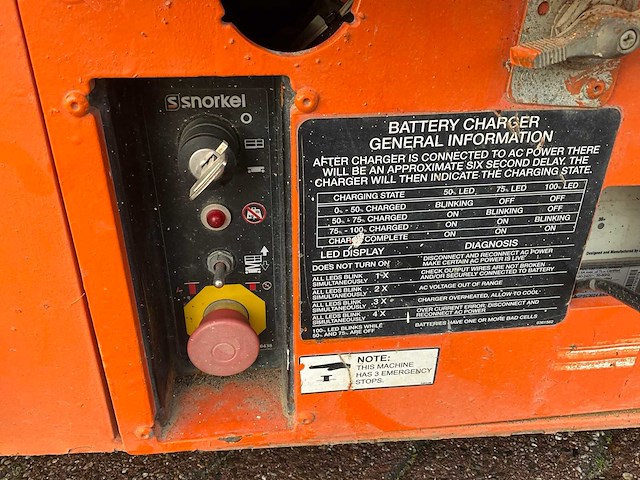 snorkel
BATTERY CHARGER
GENERAL INFORMATION
AFTER CHARGER IS CONNECTED TO AC POWER THERE
WILL BE AN APPROXIMATE SIX SECOND DELAY, THE
CHARGER WILL THEN INDICATE THE CHARGING STATE.
CHARGING STATE 50% LED 75% LED 100% LED
0% - 50% CHARGED BLINKING OFF OFF
50% - 75% CHARGED ON BLINKING OFF
75% - 100% CHARGED ON ON BLINKING
CHARGE COMPLETE ON ON ON
LED DISPLAY DIAGNOSIS
DOES NOT TURN ON DISCONNECT AND RECONNECT AC POWER
MAKE CERTAIN AC POWER IS LIVE
ALL LEDS BLINK
SIMULTANEOUSLY 1 X CHECK OUTPUT WIRES ARE NOT BROKEN
AND/OR SECURELY CONNECTED TO BATTERY
ALL LEDS BLINK
SIMULTANEOUSLY 2 X AC VOLTAGE OUT OF RANGE
ALL LEDS BLINK
SIMULTANEOUSLY 3 X CHARGER OVERHEATED, ALLOW TO COOL
ALL LEDS BLINK
SIMULTANEOUSLY 4 X OVER CURRENT ERROR, DISCONNECT AND
RECONNECT AC POWER
100% LED BLINKS WHILE
50% AND 75% ARE OFF BATTERIES HAVE ONE OR MORE BAD CELLS
NOTE:
THIS MACHINE
HAS 3 EMERGENCY
STOPS.